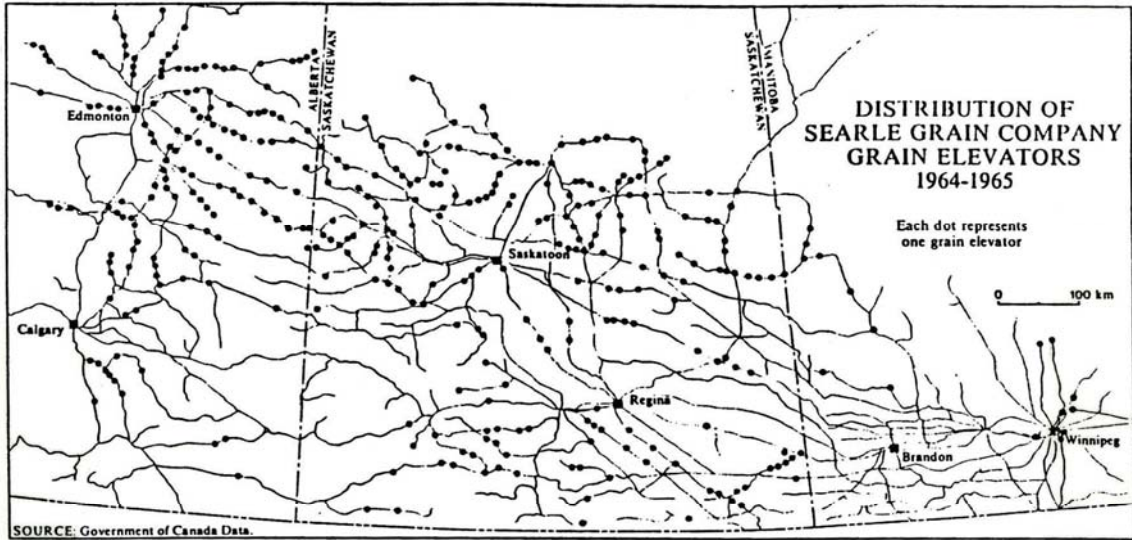 DISTRIBUTION OF
SEARLE GRAIN COMPANY
GRAIN ELEVATORS
1964-1965
Each dot represents
one grain elevator
0 100 km
ALBERTA
SASKATCHEWAN
MANITOBA
SASKATCHEWAN
Edmonton
Saskatoon
Calgary
Regina
Brandon
Winnipeg
SOURCE: Government of Canada Data.